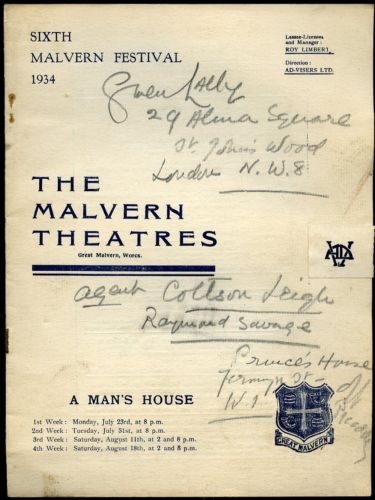 SIXTH
MALVERN FESTIVAL
1934
Lessee-Licensee
and Manager:
ROY LIMBERT.
Direction:
AD-VISERS LTD.
Gwen Lally
29 Alma Square
St John's Wood
London N.W.8
THE
MALVERN
THEATRES
Great Malvern, Worcs.
agent Coltson Leigh
Raymond Savage
Prince's House
Jermyn St
W.1
A MAN'S HOUSE
1st Week: Monday, July 23rd, at 8 p.m.
2nd Week: Tuesday, July 31st, at 8 p.m.
3rd Week: Saturday, August 11th, at 2 and 8 p.m.
4th Week: Saturday, August 18th, at 2 and 8 p.m.
GREAT MALVERN